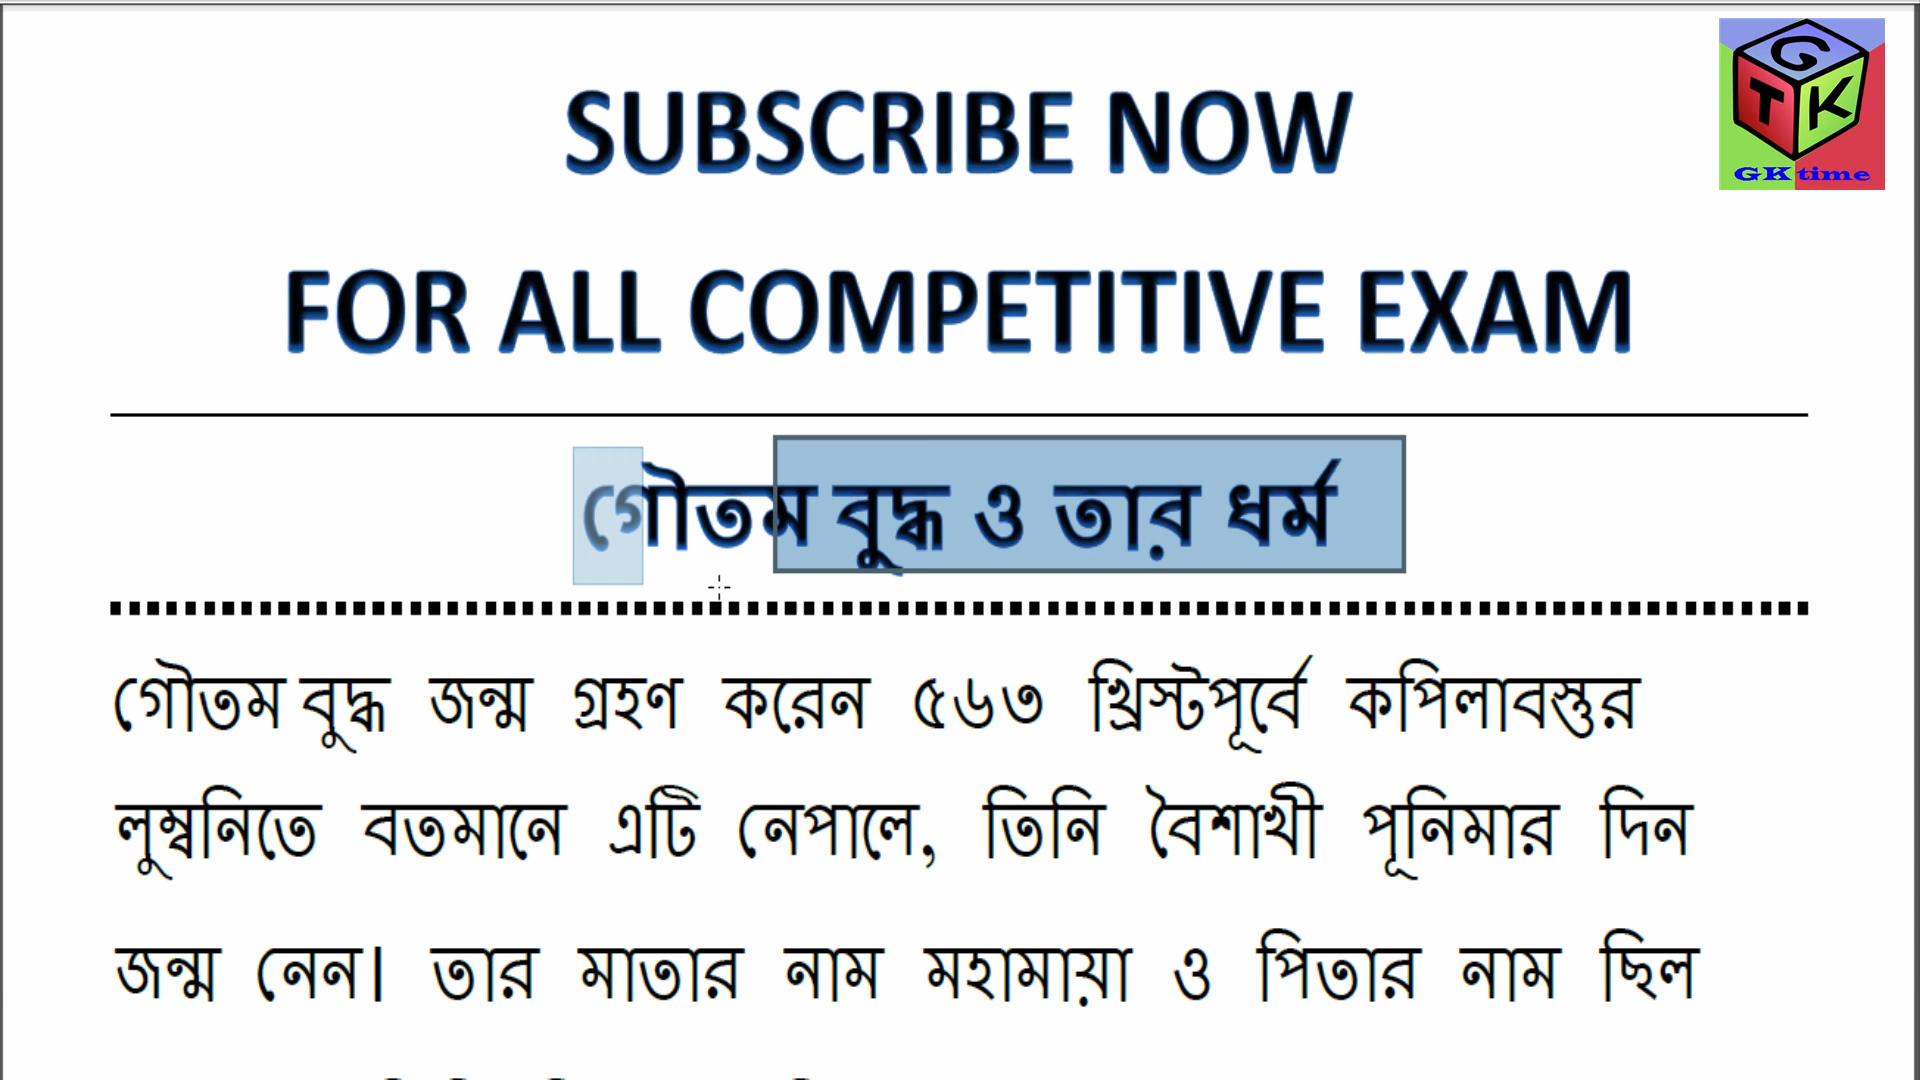 SUBSCRIBE NOW
G
T K
GK time
FOR ALL COMPETITIVE EXAM
গৌতম বুদ্ধ ও তার ধর্ম
গৌতম বুদ্ধ জন্ম গ্রহণ করেন ৫৬৩ খ্রিস্টপূর্বে কপিলাবস্তুর
লুম্বনিতে বতমানে এটি নেপালে, তিনি বৈশাখী পূনিমার দিন
জন্ম নেন। তার মাতার নাম মহামায়া ও পিতার নাম ছিল